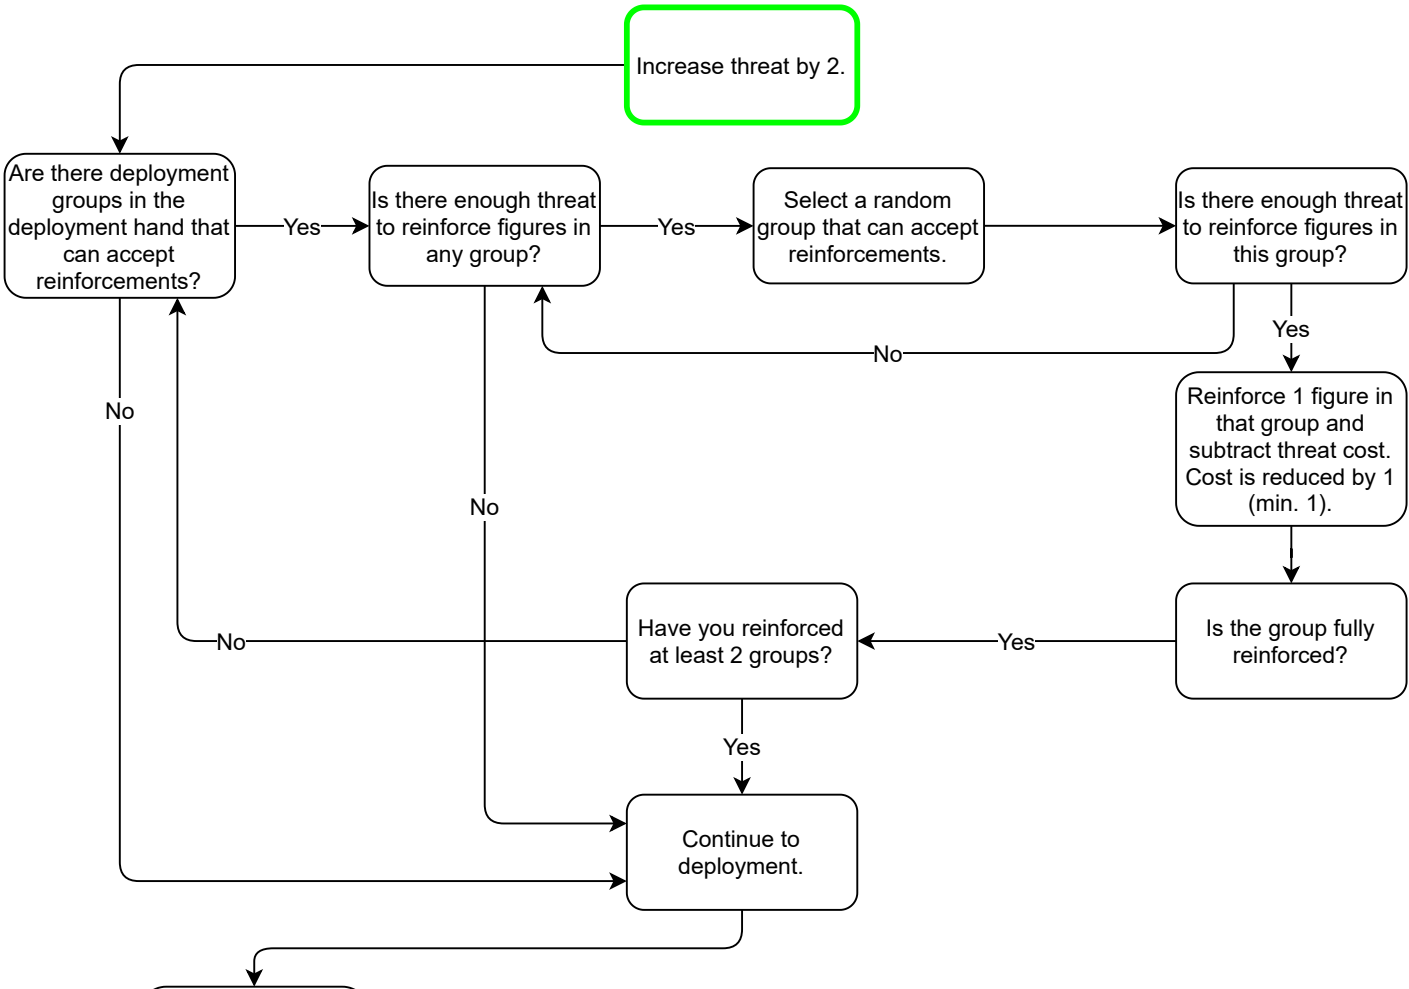 Increase threat by 2.
Are there deployment
groups in the
deployment hand that
can accept
reinforcements?
Yes
Is there enough threat
to reinforce figures in
any group?
Yes
Select a random
group that can accept
reinforcements.
Is there enough threat
to reinforce figures in
this group?
Yes
No
Reinforce 1 figure in
that group and
subtract threat cost.
Cost is reduced by 1
(min. 1).
No
No
Is the group fully
reinforced?
Yes
Have you reinforced
at least 2 groups?
No
Yes
Continue to
deployment.